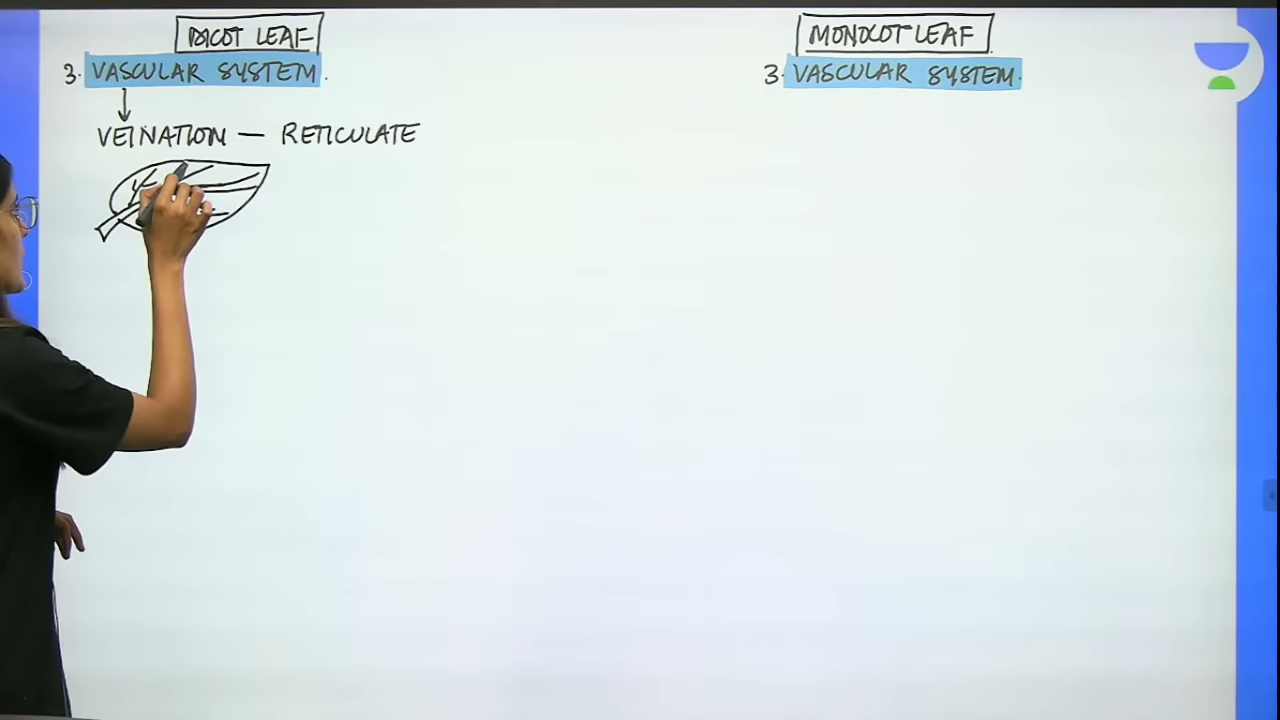 DICOT LEAF
3. VASCULAR SYSTEM.
VEINATION — RETICULATE
MONOCOT LEAF
3. VASCULAR SYSTEM.